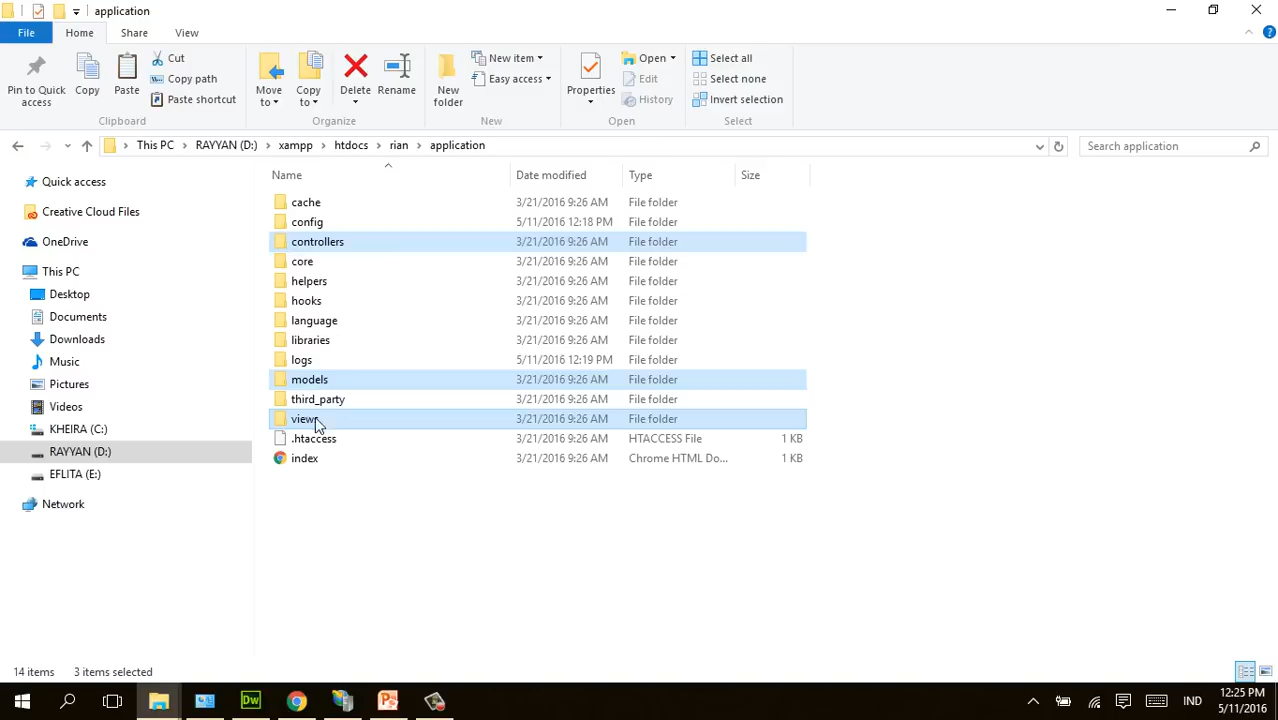 application
File Home Share View
Pin to Quick access
Copy
Paste
Cut
Copy path
Paste shortcut
Clipboard
Move to
Copy to
Delete
Rename
Organize
New folder
New item
Easy access
New
Properties
Open
Edit
History
Open
Select all
Select none
Invert selection
Select
This PC RAYYAN (D:) xampp htdocs rian application
Search application
Name Date modified Type Size
Quick access
Creative Cloud Files
OneDrive
This PC
Desktop
Documents
Downloads
Music
Pictures
Videos
KHEIRA (C:)
RAYYAN (D:)
EFLITA (E:)
Network
cache 3/21/2016 9:26 AM File folder
config 5/11/2016 12:18 PM File folder
controllers 3/21/2016 9:26 AM File folder
core 3/21/2016 9:26 AM File folder
helpers 3/21/2016 9:26 AM File folder
hooks 3/21/2016 9:26 AM File folder
language 3/21/2016 9:26 AM File folder
libraries 3/21/2016 9:26 AM File folder
logs 5/11/2016 12:19 PM File folder
models 3/21/2016 9:26 AM File folder
third_party 3/21/2016 9:26 AM File folder
views 3/21/2016 9:26 AM File folder
.htaccess 3/21/2016 9:26 AM HTACCESS File 1 KB
index 3/21/2016 9:26 AM Chrome HTML Do... 1 KB
14 items 3 items selected
Dw
IND
12:25 PM
5/11/2016